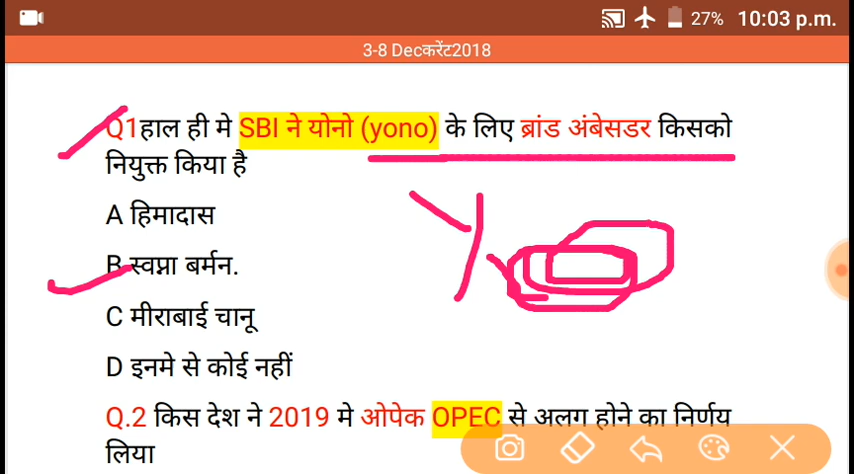 27% 10:03 p.m.
3-8 Decकरेंट2018
Q1हाल ही मे SBI ने योनो (yono) के लिए ब्रांड अंबेसडर किसको
नियुक्त किया है
A हिमादास
B स्वप्ना बर्मन.
C मीराबाई चानू
D इनमे से कोई नहीं
Q.2 किस देश ने 2019 मे ओपेक OPEC से अलग होने का निर्णय
लिया